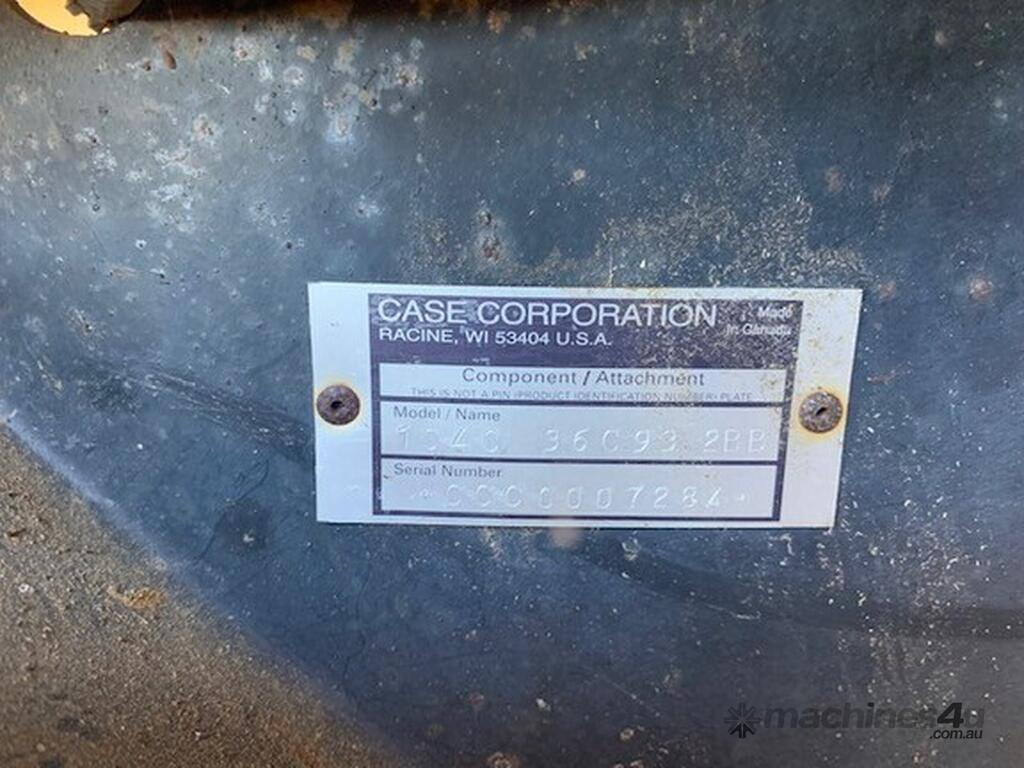 CASE CORPORATION
Made
In Canada
RACINE, WI 53404 U.S.A.
Component / Attachment
THIS IS NOT A PIN (PRODUCT IDENTIFICATION NUMBER) PLATE
Model / Name
2BB
Serial Number
machines4u
.com.au